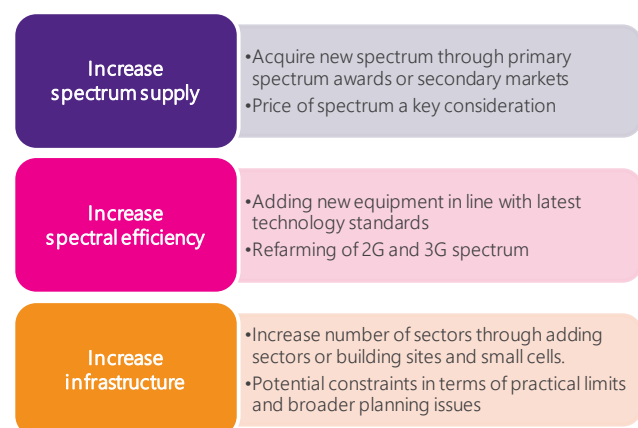 Increase
spectrum supply
•Acquire new spectrum through primary
spectrum awards or secondary markets
•Price of spectrum a key consideration
Increase
spectral efficiency
•Adding new equipment in line with latest
technology standards
•Refarming of 2G and 3G spectrum
Increase
infrastructure
•Increase number of sectors through adding
sectors or building sites and small cells.
•Potential constraints in terms of practical limits
and broader planning issues